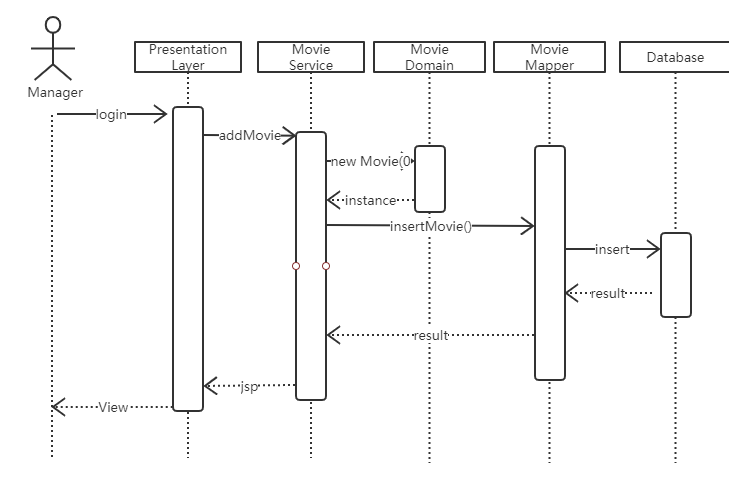 Presentation
Layer
Movie
Service
Movie
Domain
Movie
Mapper
Database
Manager
login
addMovie
new Movie(0
instance
insertMovie()
insert
result
result
jsp
View